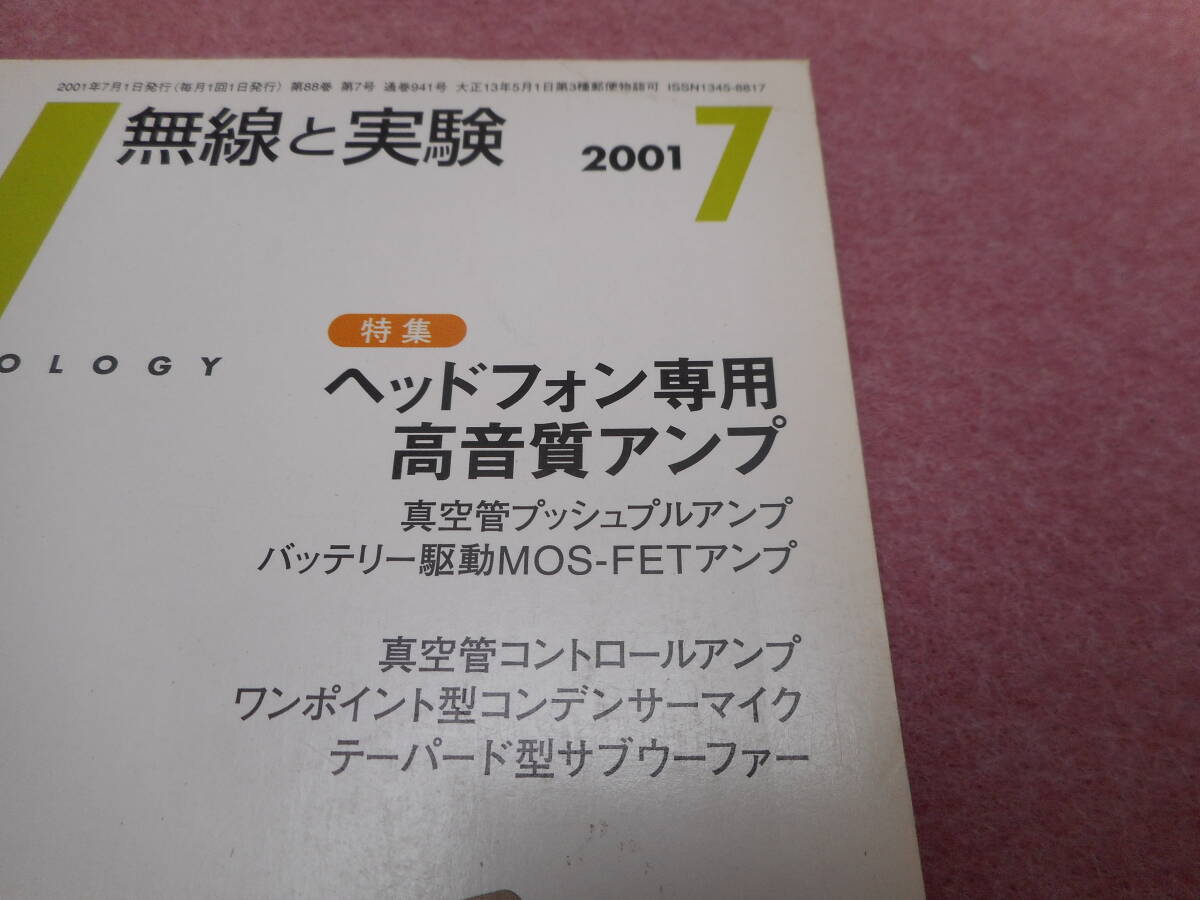 2001年7月1日発行(毎月1回1日発行) 第88巻 第7号 通巻941号 大正13年5月1日第3種郵便物認可 ISSN1345-8817
無線と実験 2001 7
特集
OLOGY
ヘッドフォン専用
高音質アンプ
真空管プッシュプルアンプ
バッテリー駆動MOS-FETアンプ
真空管コントロールアンプ
ワンポイント型コンデンサーマイク
テーパード型サブウーファー